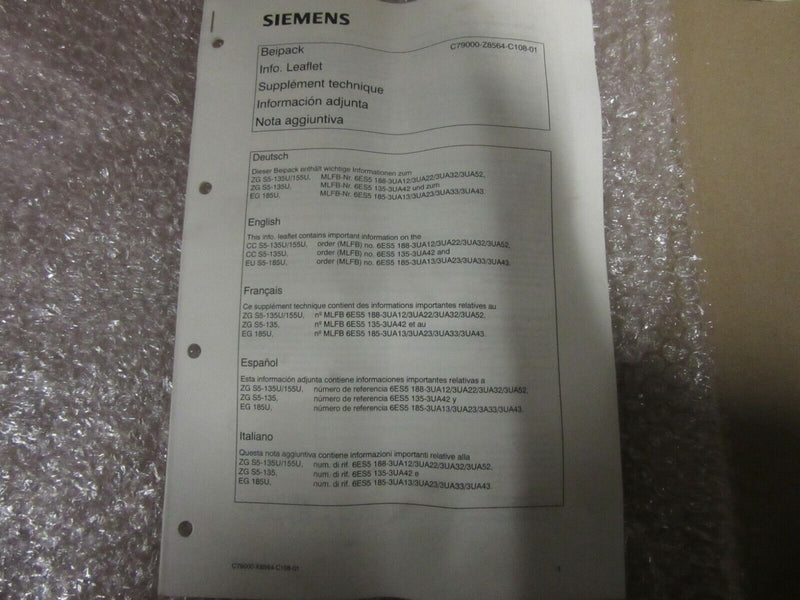 SIEMENS
Beipack C79000-Z8564-C108-01
Info. Leaflet
Supplément technique
Información adjunta
Nota aggiuntiva
Deutsch
Dieser Beipack enthält wichtige Informationen zum
ZG S5-135U/155U, MLFB-Nr. 6ES5 188-3UA12/3UA22/3UA32/3UA52,
ZG S5-135U, MLFB-Nr. 6ES5 135-3UA42 und zum
EG 185U, MLFB-Nr. 6ES5 185-3UA13/3UA23/3UA33/3UA43.
English
This info. leaflet contains important information on the
CC S5-135U/155U, order (MLFB) no. 6ES5 188-3UA12/3UA22/3UA32/3UA52,
CC S5-135U, order (MLFB) no. 6ES5 135-3UA42 and
EU S5-185U, order (MLFB) no. 6ES5 185-3UA13/3UA23/3UA33/3UA43.
Français
Ce supplément technique contient des informations importantes relatives au
ZG S5-135U/155U, nº MLFB 6ES5 188-3UA12/3UA22/3UA32/3UA52,
ZG S5-135, nº MLFB 6ES5 135-3UA42 et au
EG 185U, nº MLFB 6ES5 185-3UA13/3UA23/3UA33/3UA43.
Español
Esta información adjunta contiene informaciones importantes relativas a
ZG S5-135U/155U, número de referencia 6ES5 188-3UA12/3UA22/3UA32/3UA52,
ZG S5-135, número de referencia 6ES5 135-3UA42 y
EG 185U, número de referencia 6ES5 185-3UA13/3UA23/3A33/3UA43.
Italiano
Questa nota aggiuntiva contiene informazioni importanti relative alla
ZG S5-135U/155U, num. di rif. 6ES5 188-3UA12/3UA22/3UA32/3UA52,
ZG S5-135, num. di rif. 6ES5 135-3UA42 e
EG 185U, num. di rif. 6ES5 185-3UA13/3UA23/3UA33/3UA43.
C79000-Z8564-C108-01 1